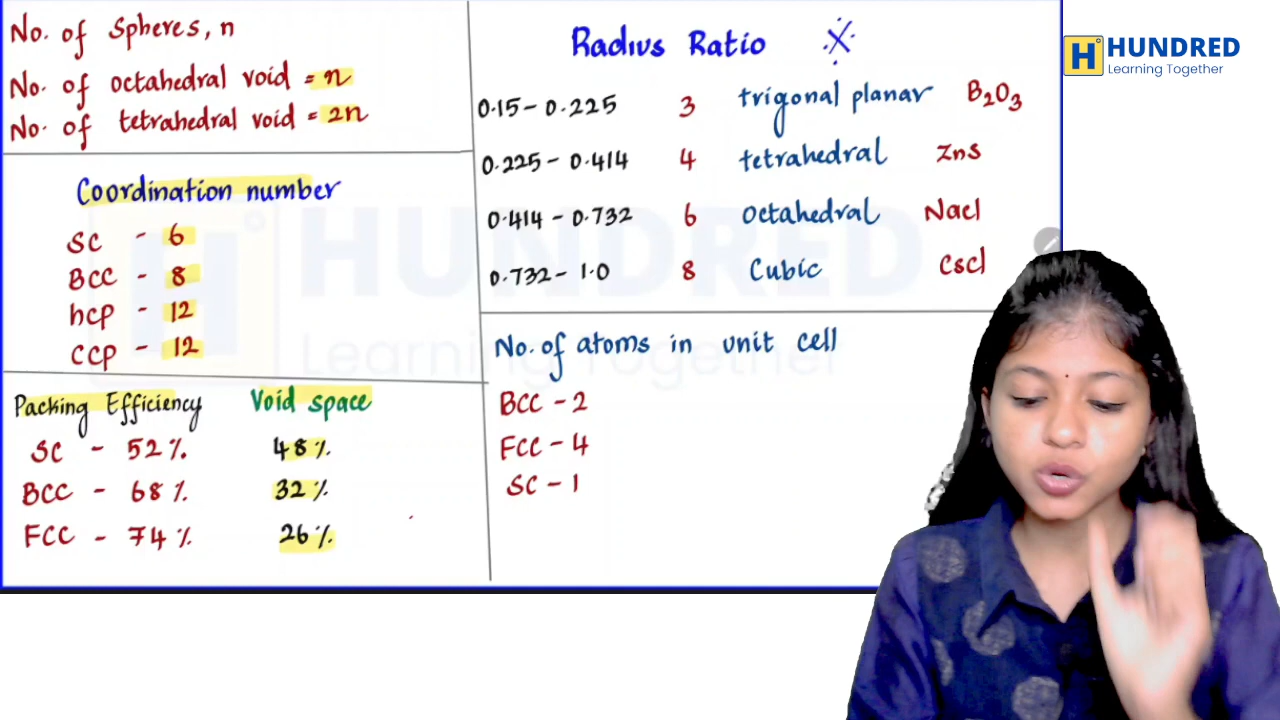 No. of Spheres, n
No. of octahedral void = n
No. of tetrahedral void = 2n
Coordination number
SC - 6
BCC - 8
hcp - 12
CCP - 12
Packing Efficiency Void space
SC - 52% 48%
BCC - 68% 32%
FCC - 74% 26%
Radius Ratio
0.15 - 0.225 3 trigonal planar B2O3
0.225 - 0.414 4 tetrahedral ZnS
0.414 - 0.732 6 Octahedral Nacl
0.732 - 1.0 8 Cubic Cscl
No. of atoms in unit cell
BCC - 2
FCC - 4
SC - 1
H HUNDRED
Learning Together
HUNDRED
Learning Together